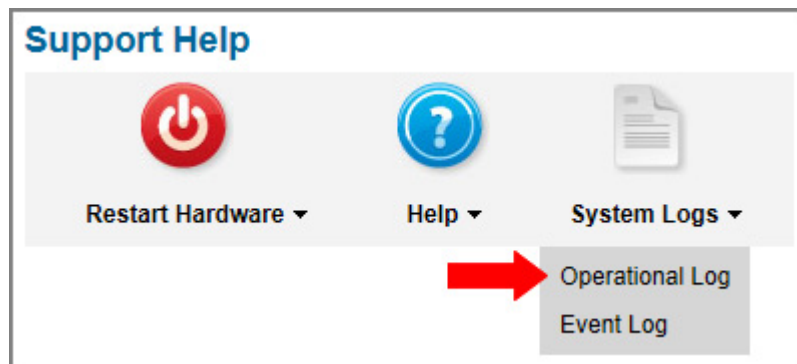 Support Help
Restart Hardware Help System Logs
Operational Log
Event Log